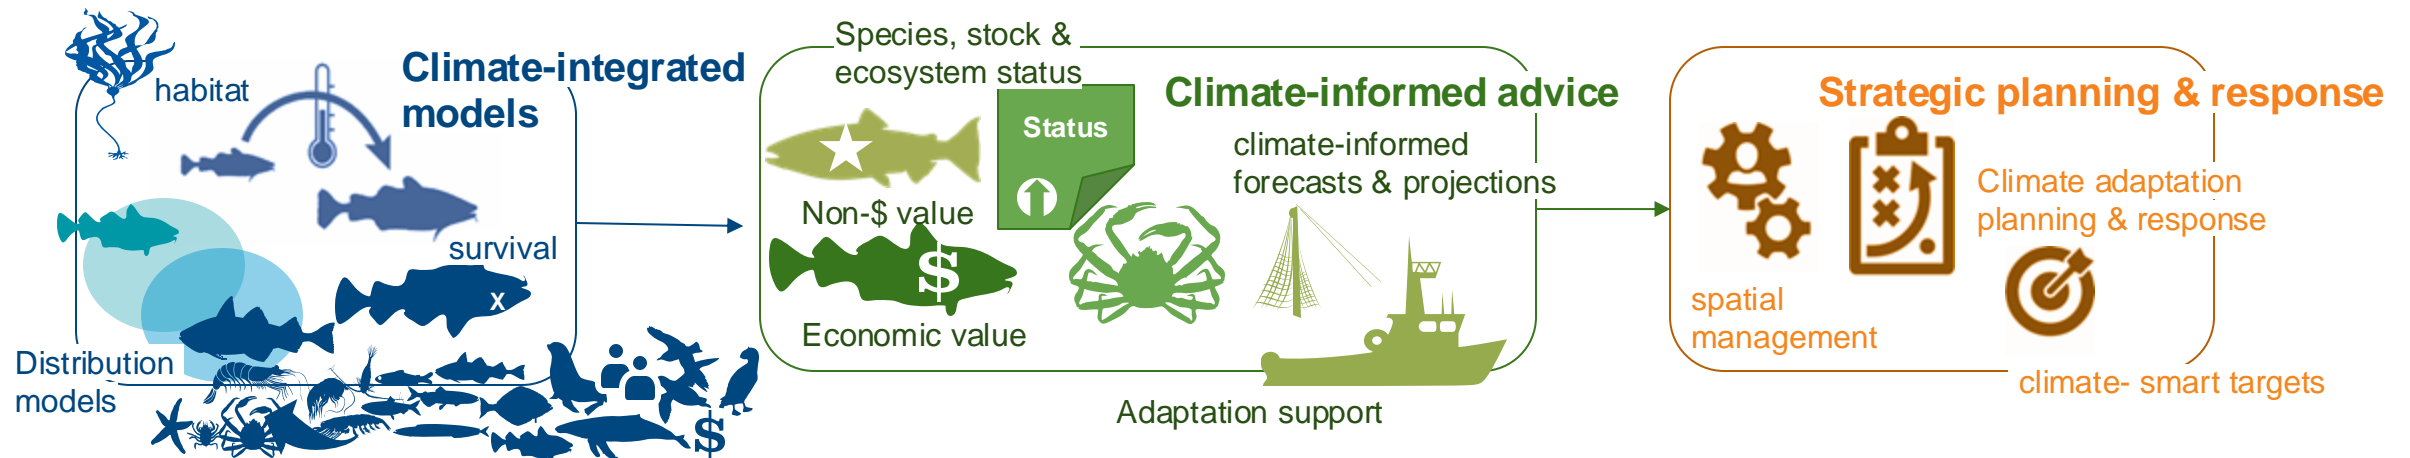 habitat
Climate-integrated
models
survival
x
Distribution
models
$
Species, stock &
ecosystem status
Status
Non-$ value
$
Economic value
Climate-informed advice
climate-informed
forecasts & projections
Adaptation support
Strategic planning & response
Climate adaptation
planning & response
spatial
management
climate- smart targets